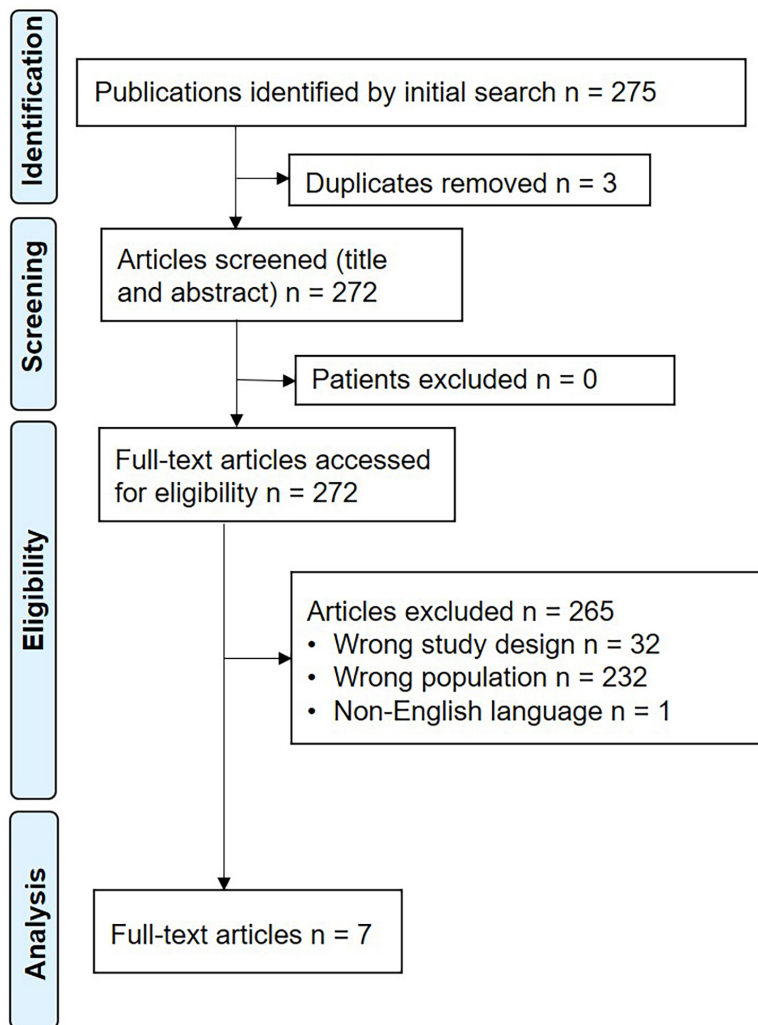 Identification
Publications identified by initial search n = 275
Duplicates removed n = 3
Screening
Articles screened (title
and abstract) n = 272
Patients excluded n = 0
Eligibility
Full-text articles accessed
for eligibility n = 272
Articles excluded n = 265
• Wrong study design n = 32
• Wrong population n = 232
• Non-English language n = 1
Analysis
Full-text articles n = 7